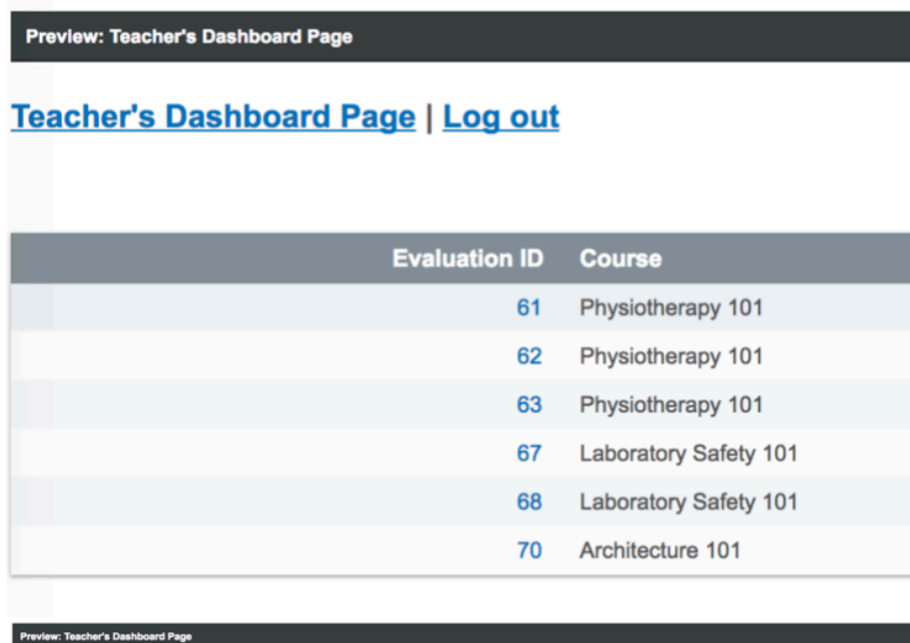 Preview: Teacher's Dashboard Page
Teacher's Dashboard Page | Log out
Evaluation ID Course
61 Physiotherapy 101
62 Physiotherapy 101
63 Physiotherapy 101
67 Laboratory Safety 101
68 Laboratory Safety 101
70 Architecture 101
Preview: Teacher's Dashboard Page